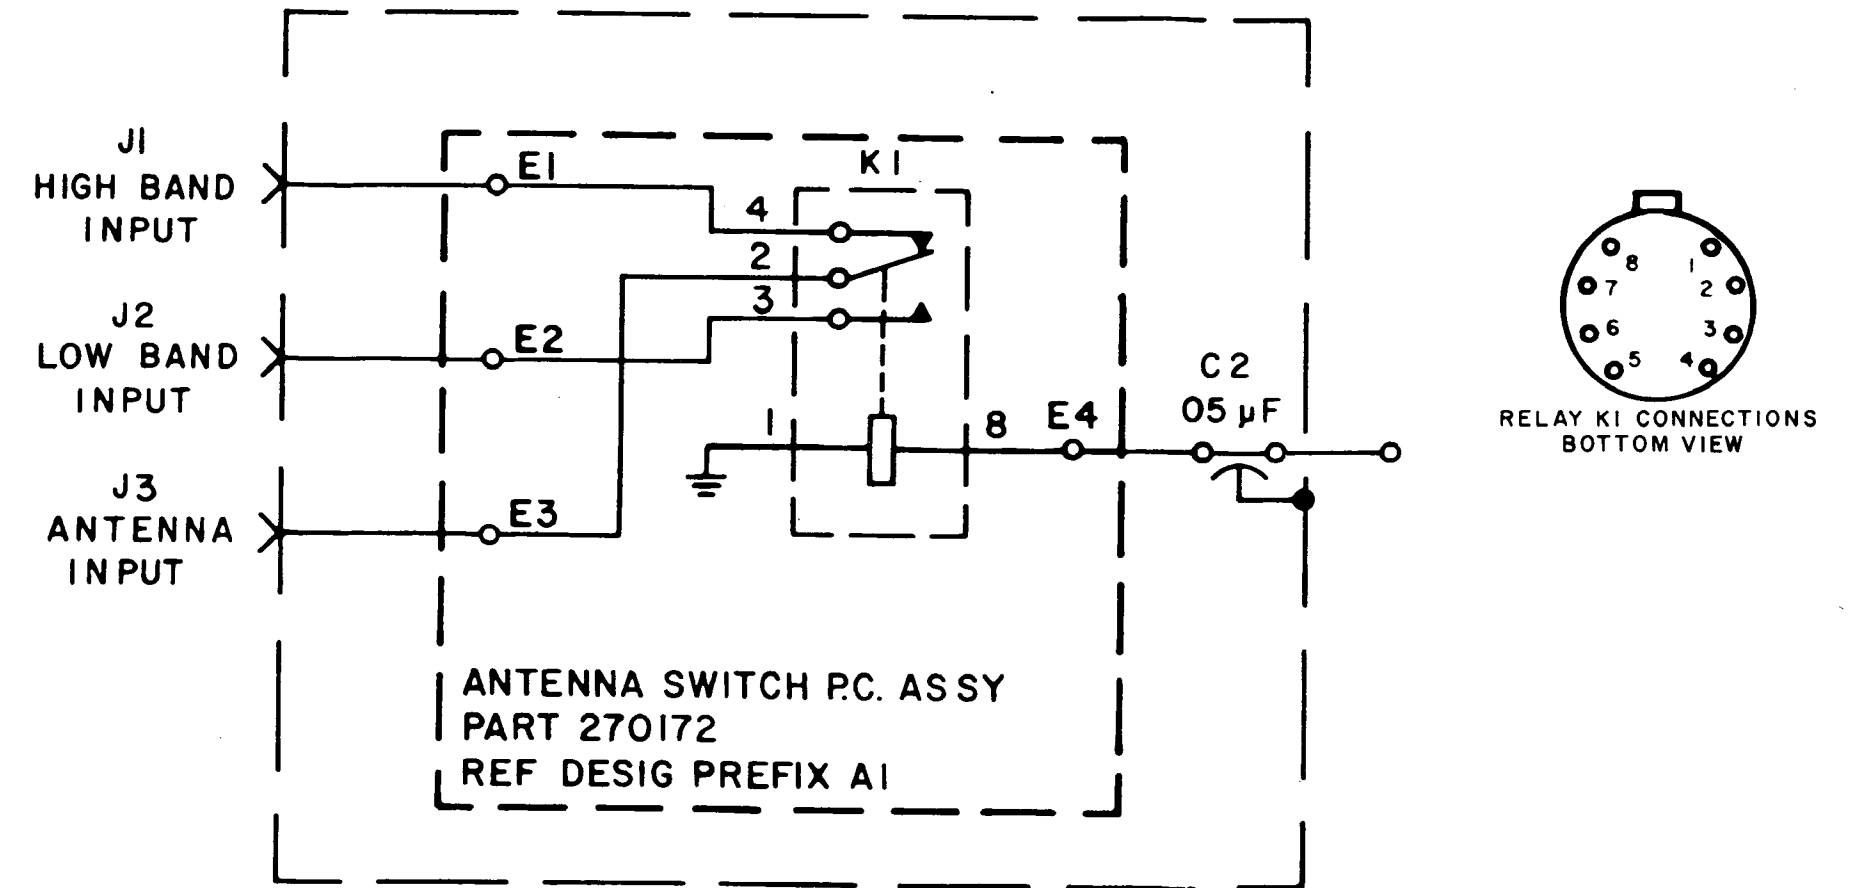 J1
HIGH BAND
INPUT
J2
LOW BAND
INPUT
J3
ANTENNA
INPUT
E1
E2
E3
K1
4
2
3
1
8
E4
C2
05 µF
ANTENNA SWITCH P.C. ASSY
PART 270172
REF DESIG PREFIX A1
8
1
7
2
6
3
5
4
RELAY K1 CONNECTIONS
BOTTOM VIEW